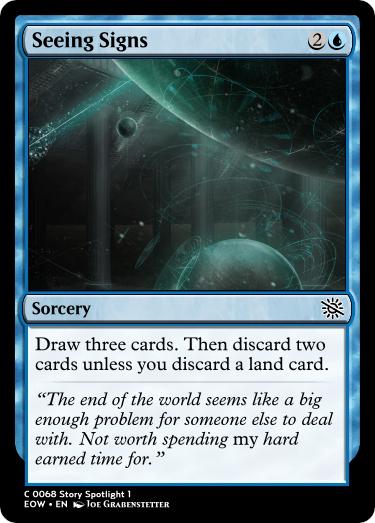 Seeing Signs 2
Sorcery
Draw three cards. Then discard two
cards unless you discard a land card.
“The end of the world seems like a big
enough problem for someone else to deal
with. Not worth spending my hard
earned time for.”
C 0068 Story Spotlight 1
EOW • EN Joe Grabenstetter